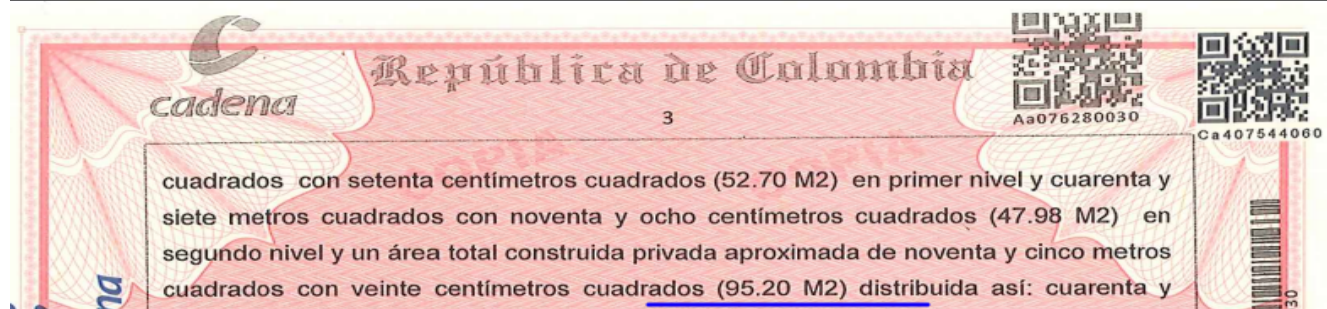 República de Colombia
cadena
3
Aa076280030
Ca407544060
COPIA COPIA
cuadrados con setenta centímetros cuadrados (52.70 M2) en primer nivel y cuarenta y
siete metros cuadrados con noventa y ocho centímetros cuadrados (47.98 M2) en
segundo nivel y un área total construida privada aproximada de noventa y cinco metros
cuadrados con veinte centímetros cuadrados (95.20 M2) distribuida así: cuarenta y